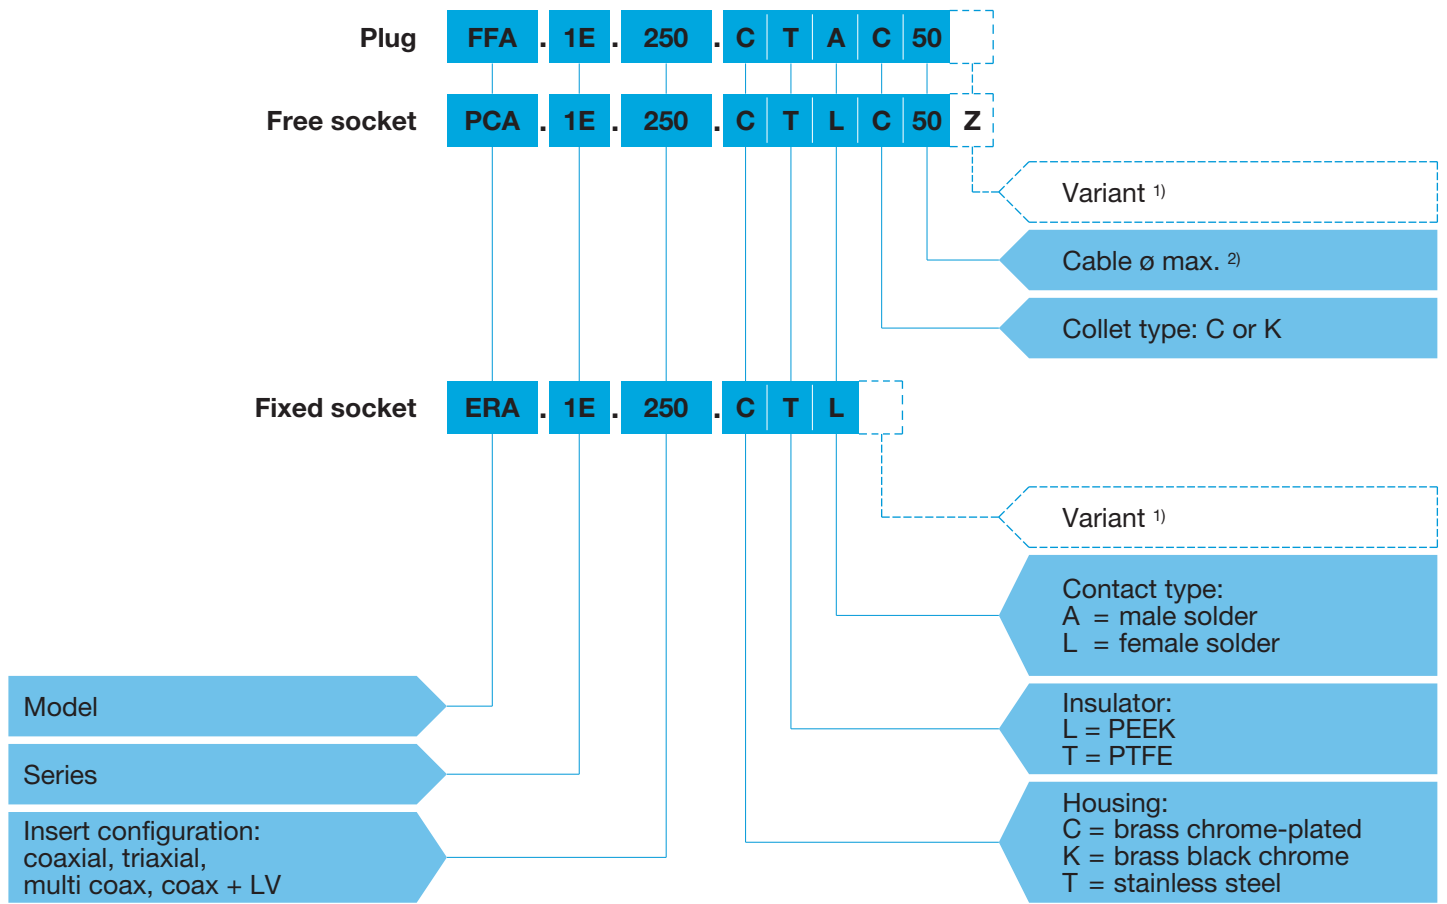 Plug FFA . 1E . 250 . C T A C 50
Free socket PCA . 1E . 250 . C T L C 50 Z
Variant 1)
Cable ø max. 2)
Collet type: C or K
Fixed socket ERA . 1E . 250 . C T L
Variant 1)
Contact type:
A = male solder
L = female solder
Model
Insulator:
L = PEEK
T = PTFE
Series
Housing:
C = brass chrome-plated
K = brass black chrome
T = stainless steel
Insert configuration:
coaxial, triaxial,
multi coax, coax + LV